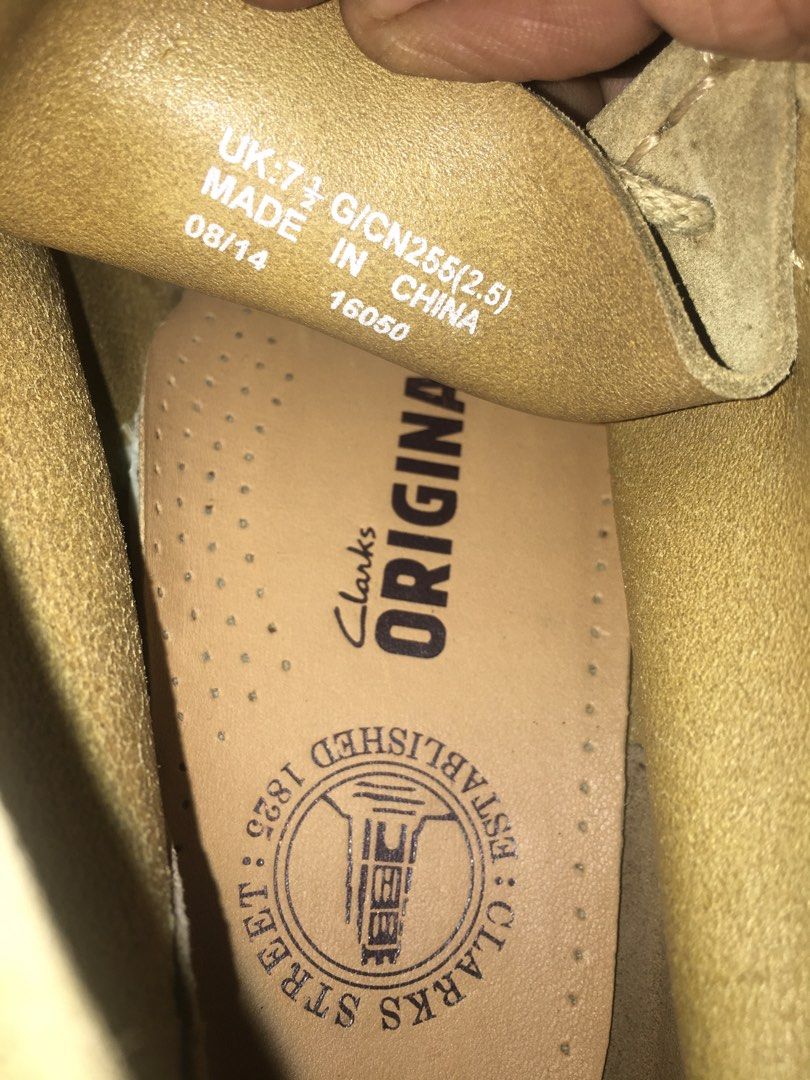 UK:7½ G/CN255(2.5)
MADE IN CHINA
08/14 16050
Clarks
ORIGINA
CLARKS STREET : ESTABLISHED 1825 :